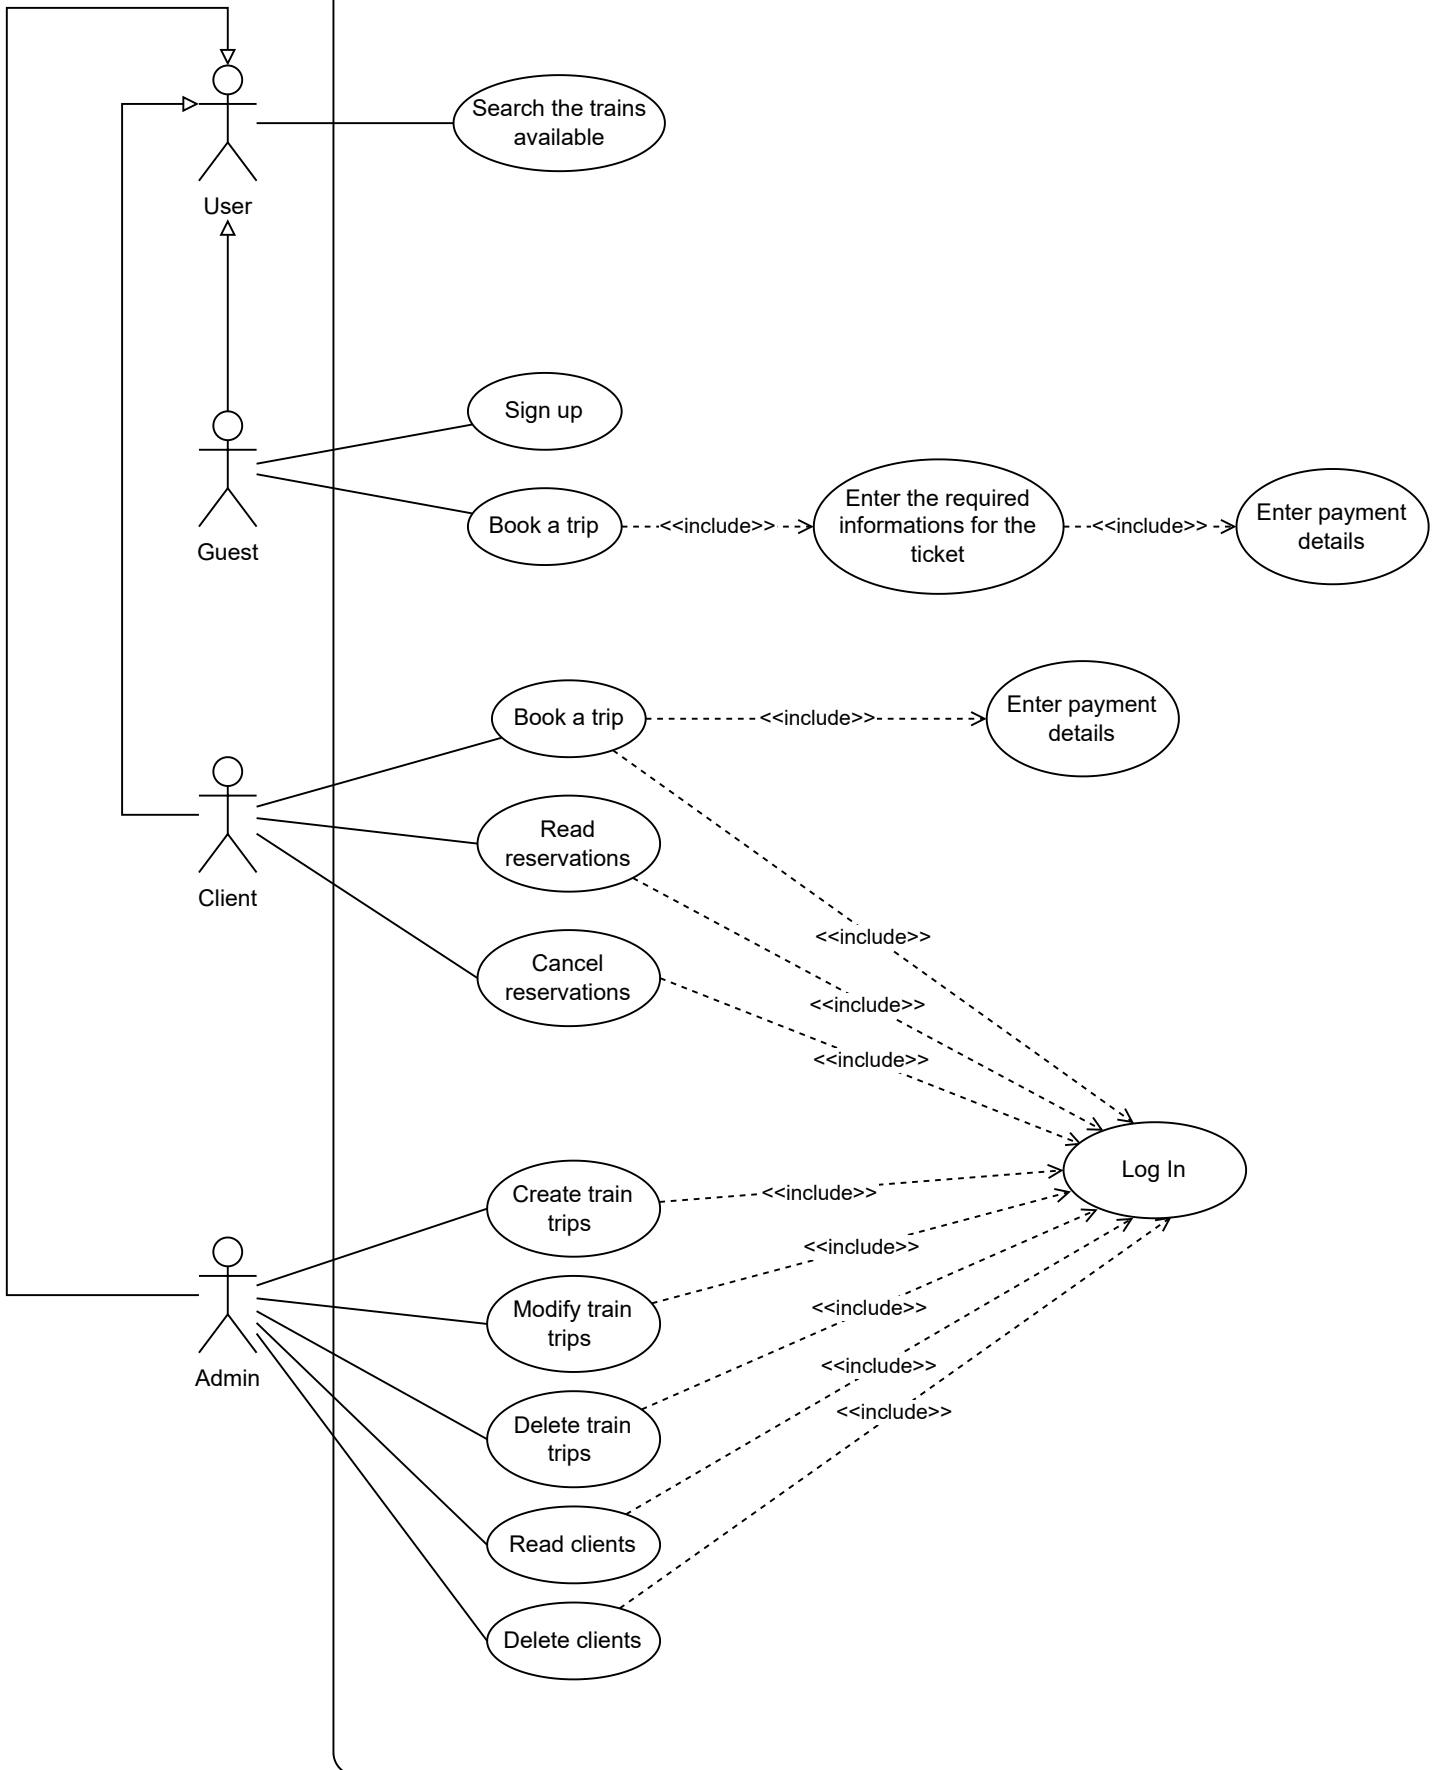 Search the trains
available
User
Sign up
Book a trip
<<include>>
Enter the required
informations for the
ticket
<<include>>
Enter payment
details
Guest
Book a trip
<<include>>
Enter payment
details
Read
reservations
Client
<<include>>
Cancel
reservations
<<include>>
<<include>>
Log In
Create train
trips
<<include>>
<<include>>
Modify train
trips
<<include>>
Admin
<<include>>
Delete train
trips
<<include>>
Read clients
Delete clients